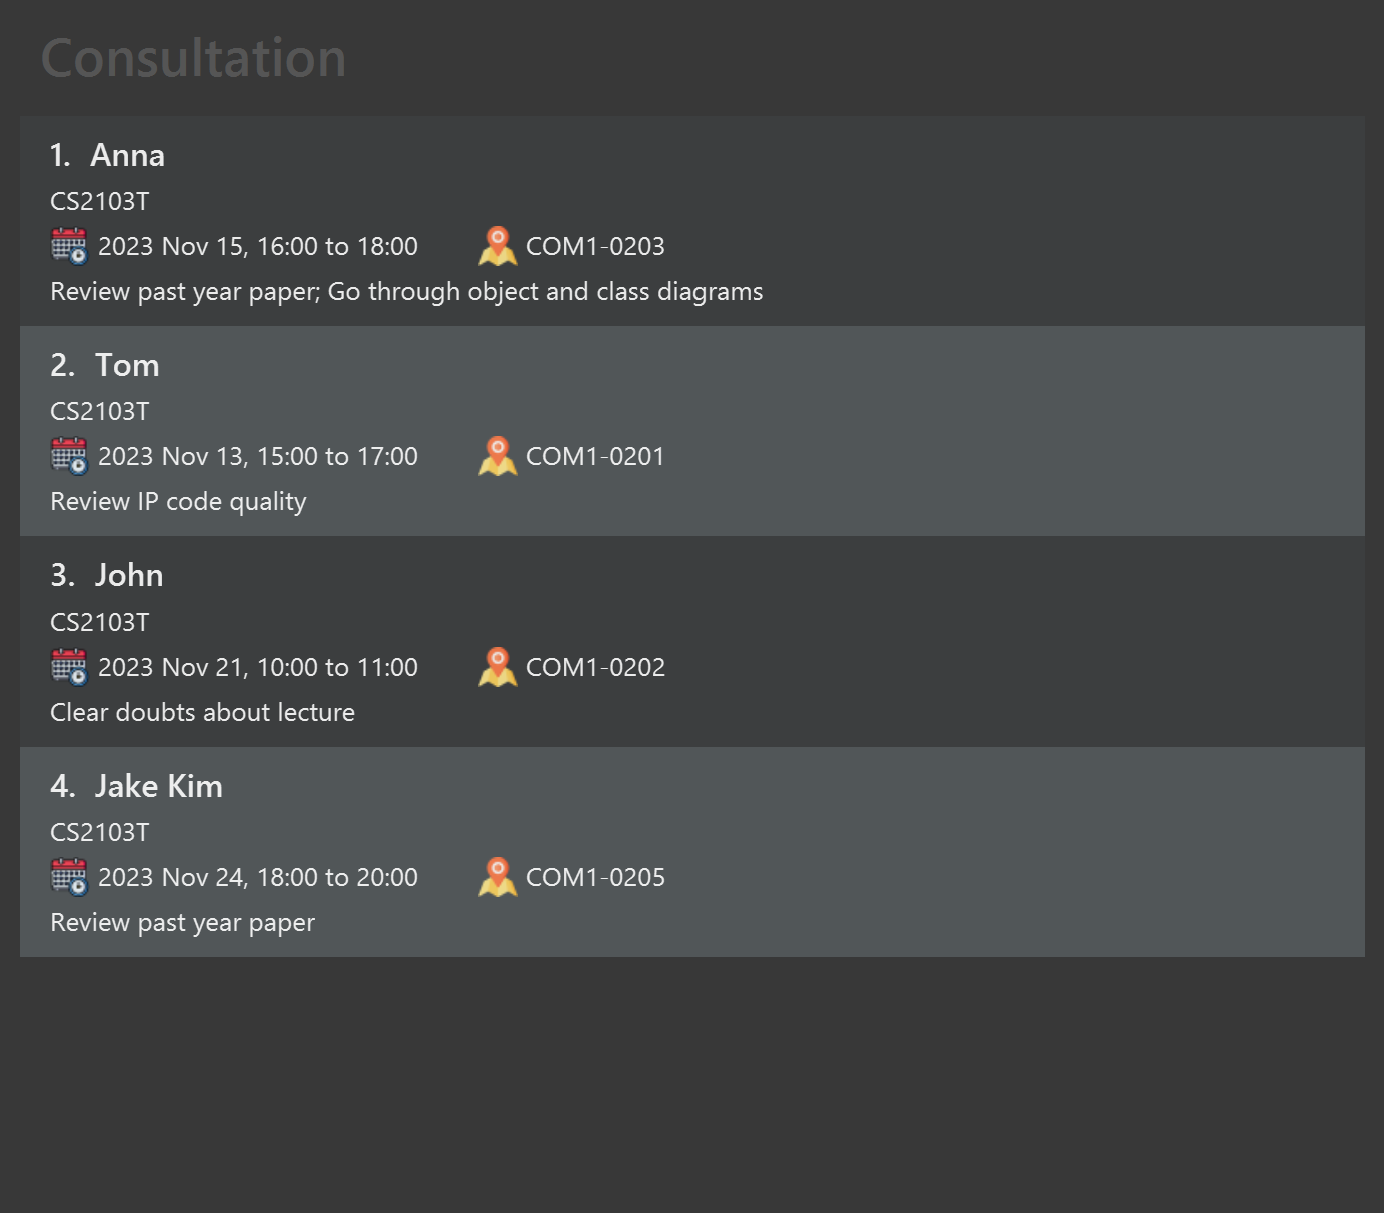 Consultation
1. Anna
CS2103T
2023 Nov 15, 16:00 to 18:00 COM1-0203
Review past year paper; Go through object and class diagrams
2. Tom
CS2103T
2023 Nov 13, 15:00 to 17:00 COM1-0201
Review IP code quality
3. John
CS2103T
2023 Nov 21, 10:00 to 11:00 COM1-0202
Clear doubts about lecture
4. Jake Kim
CS2103T
2023 Nov 24, 18:00 to 20:00 COM1-0205
Review past year paper